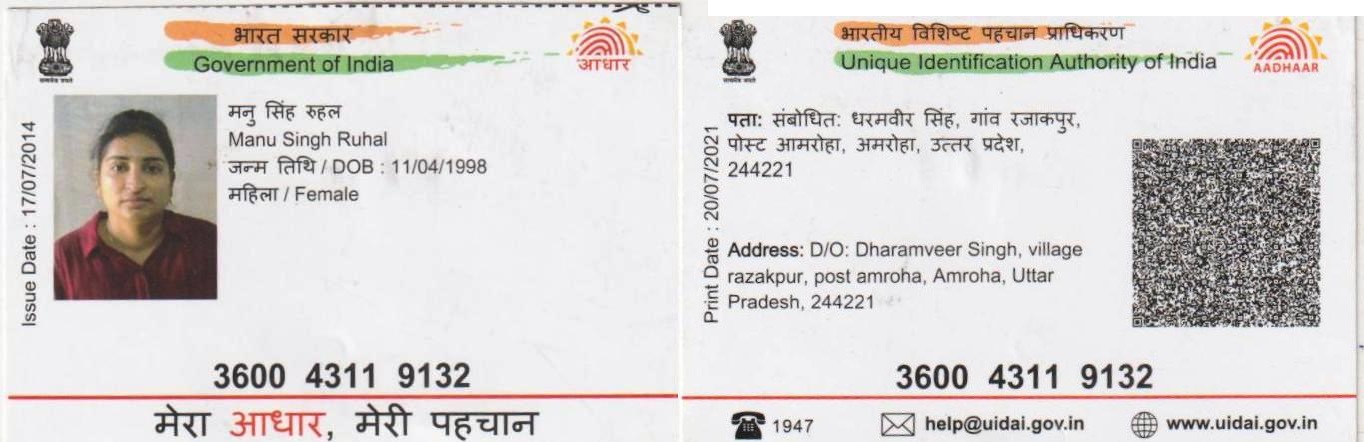 भारत सरकार
Government of India
आधार
Issue Date : 17/07/2014
मनु सिंह रुहल
Manu Singh Ruhal
जन्म तिथि / DOB : 11/04/1998
महिला / Female
3600 4311 9132
मेरा आधार, मेरी पहचान
भारतीय विशिष्ट पहचान प्राधिकरण
Unique Identification Authority of India
AADHAAR
Print Date : 20/07/2021
पता: संबोधित: धरमवीर सिंह, गांव रजाकपुर,
पोस्ट आमरोहा, अमरोहा, उत्तर प्रदेश,
244221
Address: D/O: Dharamveer Singh, village
razakpur, post amroha, Amroha, Uttar
Pradesh, 244221
3600 4311 9132
1947 help@uidai.gov.in www.uidai.gov.in